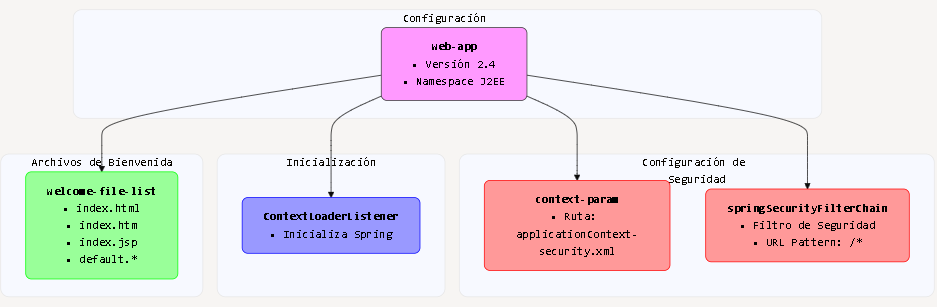 Configuración
web-app
• Versión 2.4
• Namespace J2EE
Archivos de Bienvenida
welcome-file-list
• index.html
• index.htm
• index.jsp
• default.*
Inicialización
ContextLoaderListener
• Inicializa Spring
Configuración de
Seguridad
context-param
• Ruta:
applicationContext-
security.xml
springSecurityFilterChain
• Filtro de Seguridad
• URL Pattern: /*